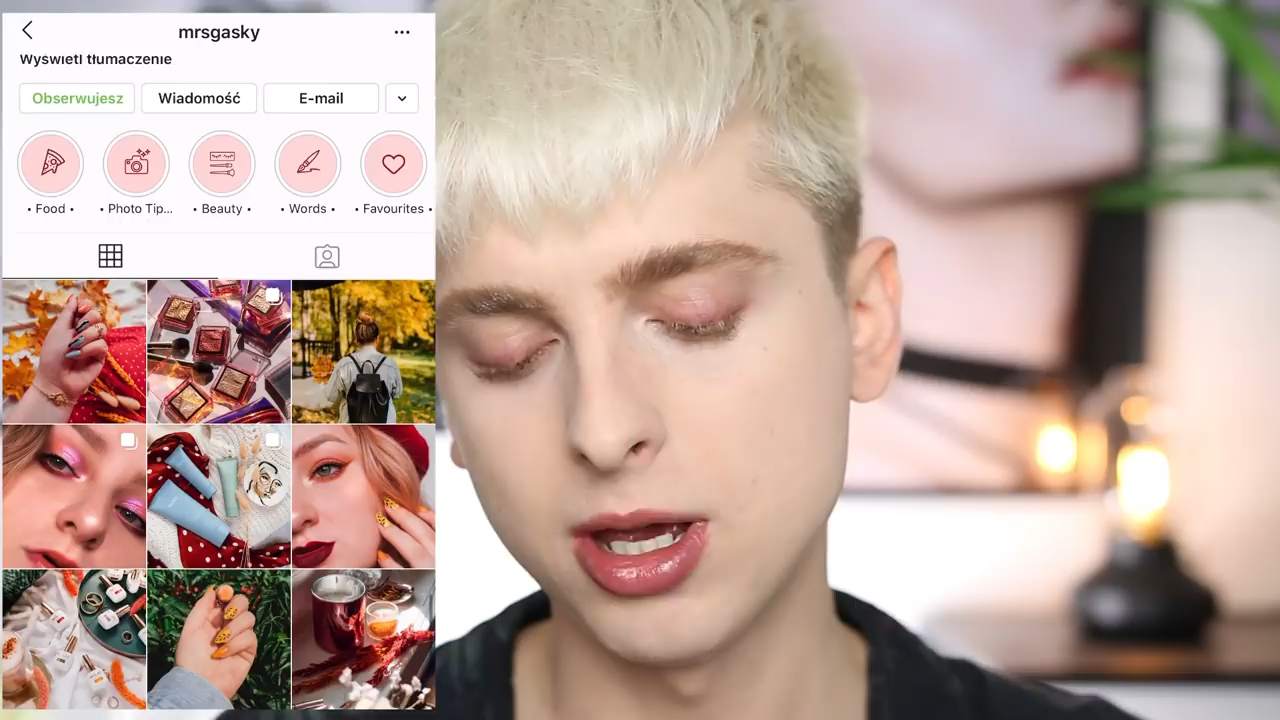 mrsgasky
Wyświetl tłumaczenie
Obserwujesz
Wiadomość
E-mail
• Food •
• Photo Tip...
• Beauty •
• Words •
• Favourites •